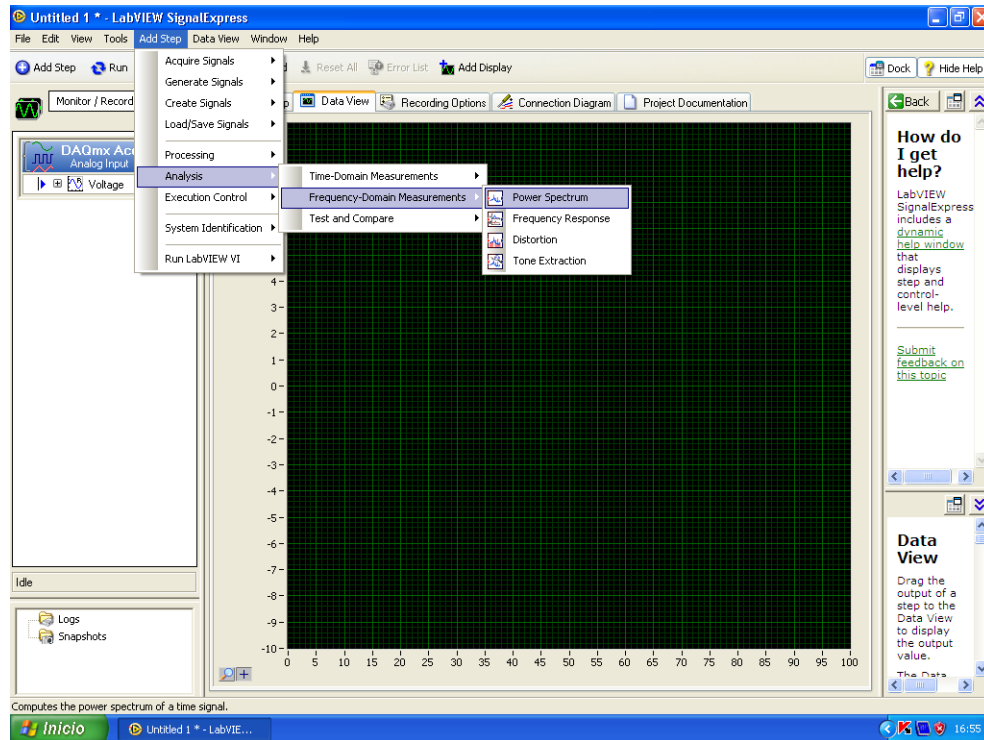 Untitled 1 * - LabVIEW SignalExpress
File Edit View Tools Add Step Data View Window Help
Add Step Run Reset All Error List Add Display Dock Hide Help
Monitor / Record Data View Recording Options Connection Diagram Project Documentation
Back
DAQmx Acq
Analog Input
Voltage
Acquire Signals
Generate Signals
Create Signals
Load/Save Signals
Processing
Analysis
Execution Control
System Identification
Run LabVIEW VI
Time-Domain Measurements
Frequency-Domain Measurements
Test and Compare
Power Spectrum
Frequency Response
Distortion
Tone Extraction
4
3
2
1
0
-1
-2
-3
-4
-5
-6
-7
-8
-9
-10
0 5 10 15 20 25 30 35 40 45 50 55 60 65 70 75 80 85 90 95 100
How do
I get
help?
LabVIEW
SignalExpress
includes a
dynamic
help window
that
displays
step and
control-
level help.
Submit
feedback on
this topic
Data
View
Drag the
output of a
step to the
Data View
to display
the output
value.
The Data
Idle
Logs
Snapshots
Computes the power spectrum of a time signal.
Inicio Untitled 1 * - LabVIE... 16:55